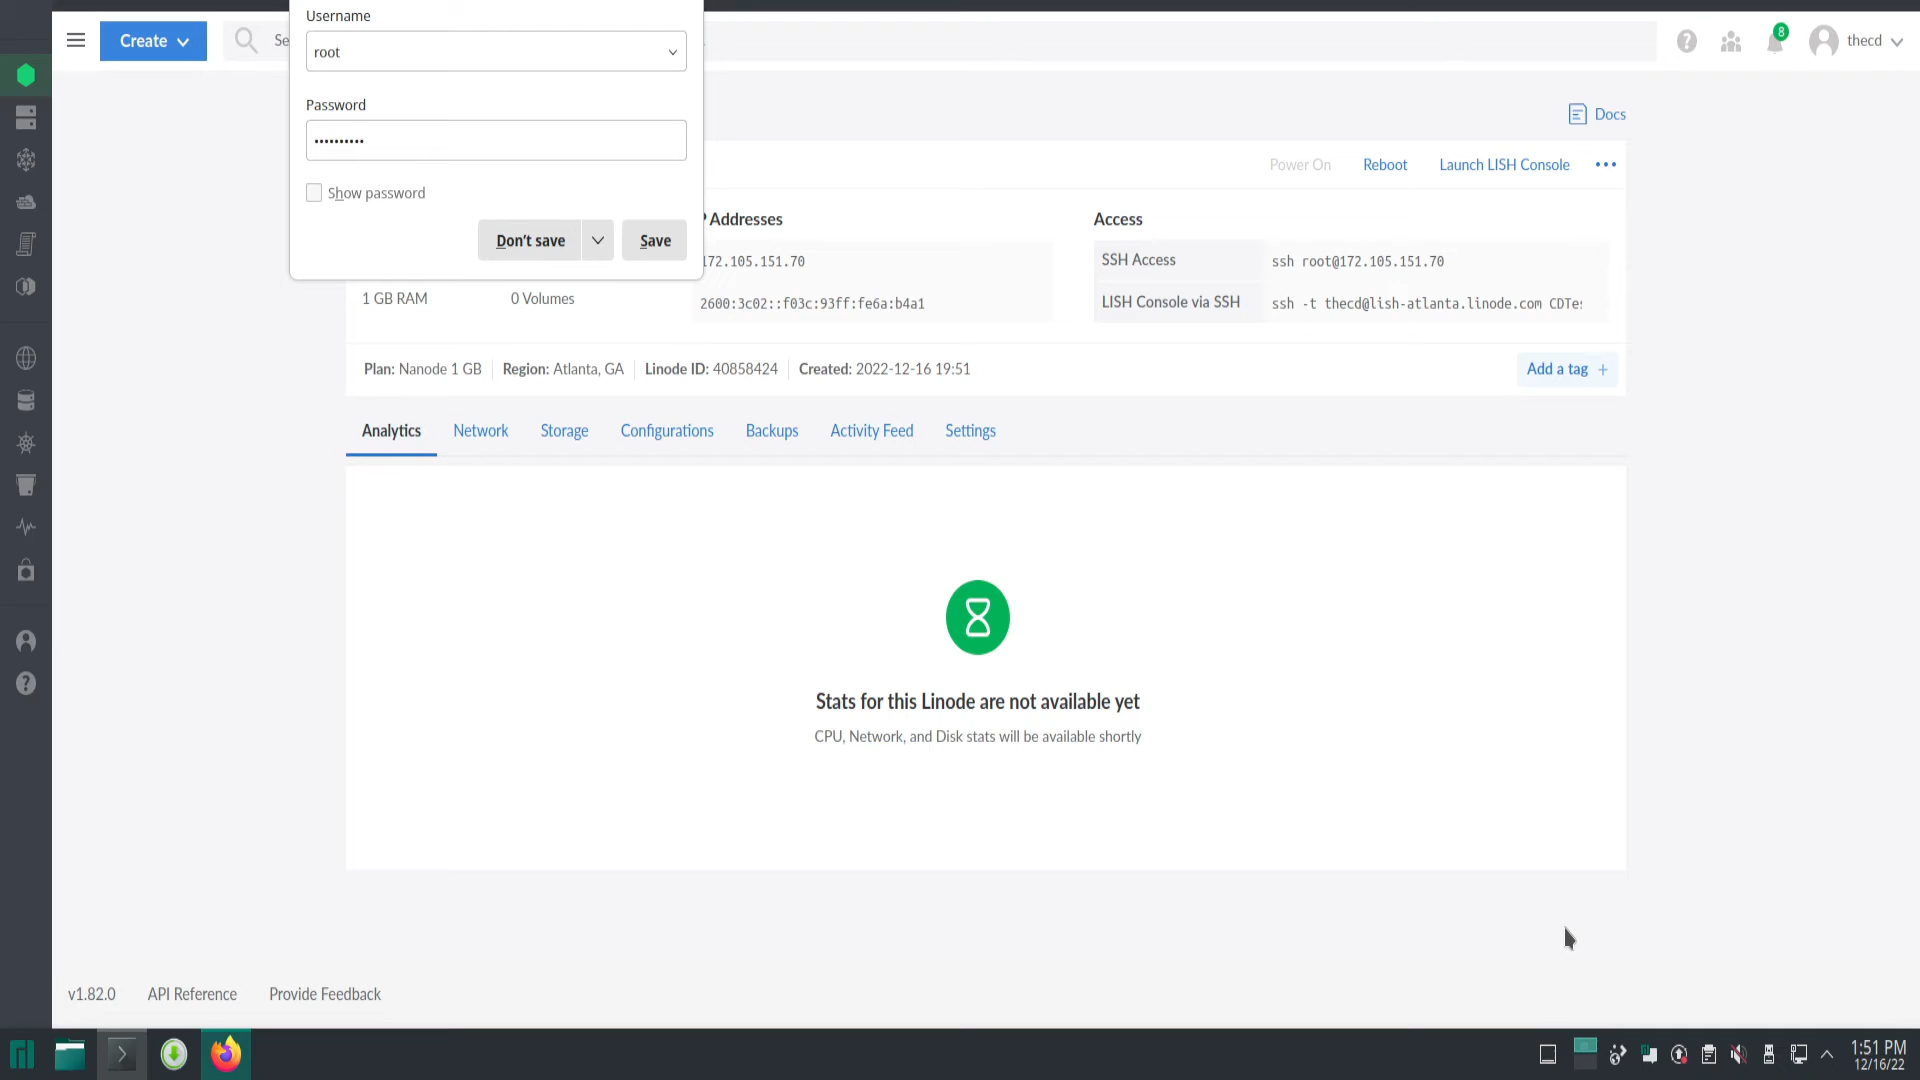 Username
root
Password
••••••••••
Show password
Don't save
Save
Create
Se
8
thecd
Docs
Power On
Reboot
Launch LISH Console
Addresses
Access
172.105.151.70
SSH Access
ssh root@172.105.151.70
1 GB RAM
0 Volumes
2600:3c02::f03c:93ff:fe6a:b4a1
LISH Console via SSH
ssh -t thecd@lish-atlanta.linode.com CDTes
Plan: Nanode 1 GB
Region: Atlanta, GA
Linode ID: 40858424
Created: 2022-12-16 19:51
Add a tag +
Analytics
Network
Storage
Configurations
Backups
Activity Feed
Settings
Stats for this Linode are not available yet
CPU, Network, and Disk stats will be available shortly
v1.82.0
API Reference
Provide Feedback
1:51 PM
12/16/22